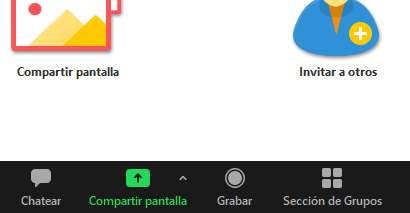 Compartir pantalla
Invitar a otros
Chatear
Compartir pantalla
Grabar
Sección de Grupos